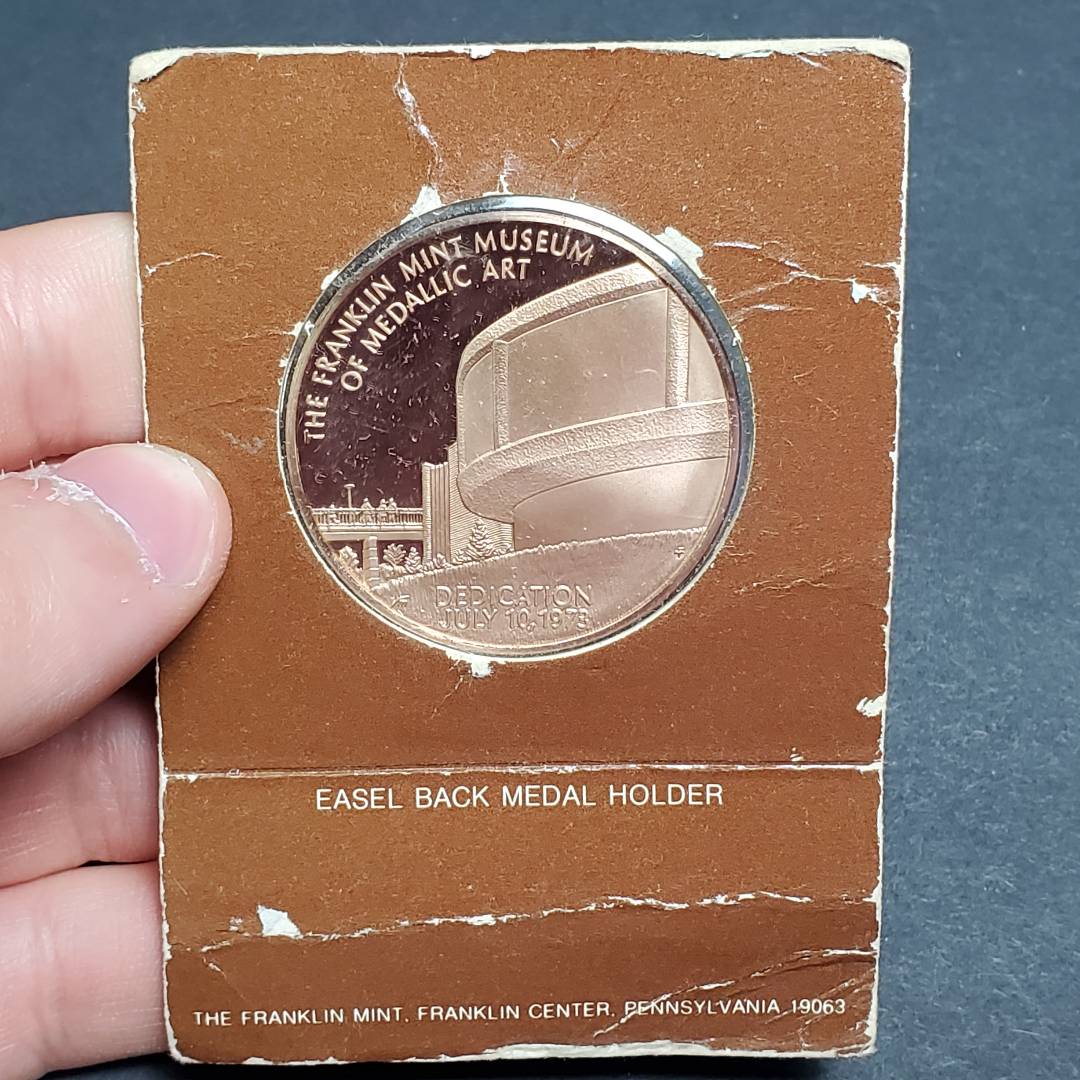 THE FRANKLIN MINT MUSEUM
OF MEDALLIC ART
DEDICATION
JULY 10, 1973
EASEL BACK MEDAL HOLDER
THE FRANKLIN MINT, FRANKLIN CENTER, PENNSYLVANIA 19063